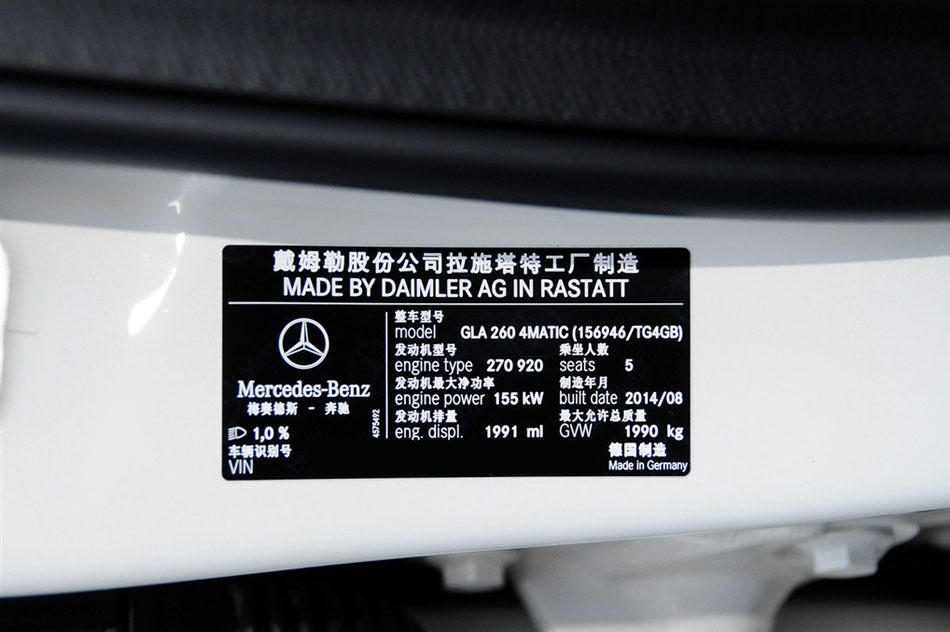 戴姆勒股份公司拉施塔特工厂制造
MADE BY DAIMLER AG IN RASTATT
整车型号
model GLA 260 4MATIC (156946/TG4GB)
发动机型号 乘坐人数
engine type 270 920 seats 5
发动机最大净功率 制造年月
engine power 155 kW built date 2014/08
发动机排量 最大允许总质量
eng. displ. 1991 ml GVW 1990 kg
Mercedes-Benz
梅赛德斯 - 奔驰
1,0 %
车辆识别号
VIN
4575492
德国制造
Made in Germany